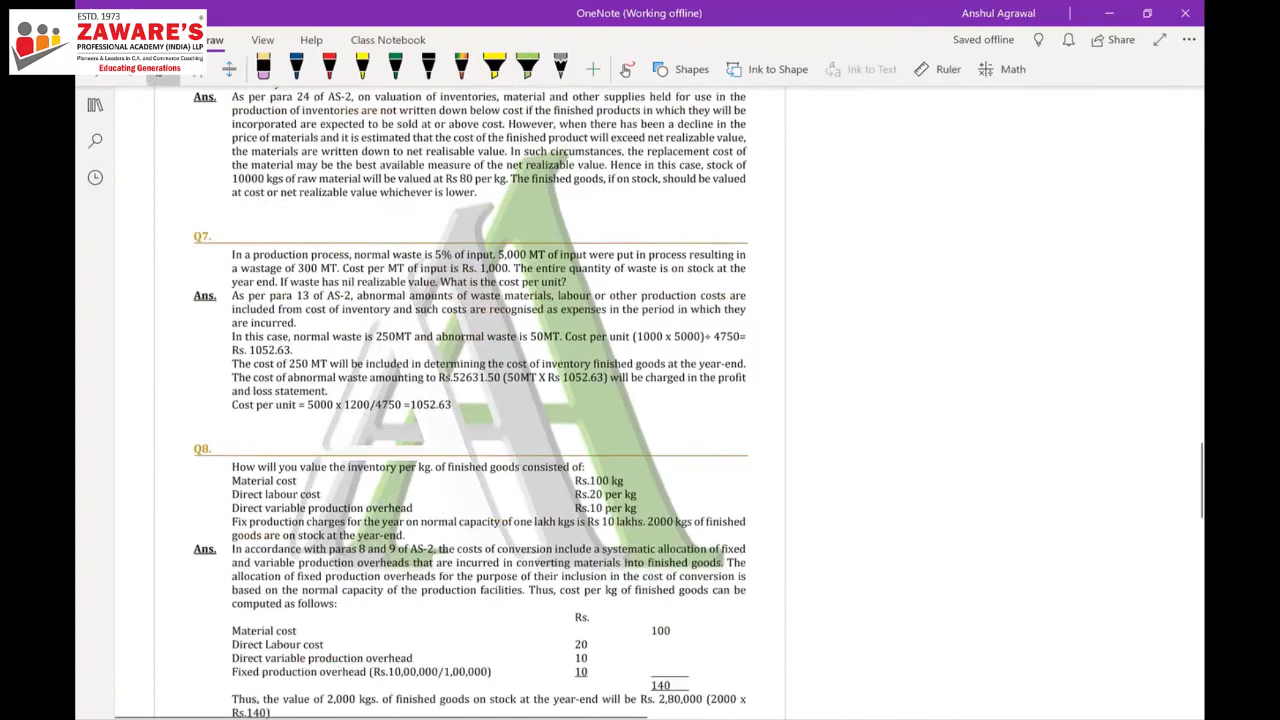 ESTD. 1973
ZAWARE'S
PROFESSIONAL ACADEMY (INDIA) LLP
Pioneers & Leaders in C.A. and Commerce Coaching
Educating Generations
OneNote (Working offline)
Anshul Agrawal
raw
View
Help
Class Notebook
Saved offline
Share
Shapes
Ink to Shape
Ink to Text
Ruler
Math
Ans. As per para 24 of AS-2, on valuation of inventories, material and other supplies held for use in the
production of inventories are not written down below cost if the finished products in which they will be
incorporated are expected to be sold at or above cost. However, when there has been a decline in the
price of materials and it is estimated that the cost of the finished product will exceed net realizable value,
the materials are written down to net realisable value. In such circumstances, the replacement cost of
the material may be the best available measure of the net realizable value. Hence in this case, stock of
10000 kgs of raw material will be valued at Rs 80 per kg. The finished goods, if on stock, should be valued
at cost or net realizable value whichever is lower.
Q7.
In a production process, normal waste is 5% of input. 5,000 MT of input were put in process resulting in
a wastage of 300 MT. Cost per MT of input is Rs. 1,000. The entire quantity of waste is on stock at the
year end. If waste has nil realizable value. What is the cost per unit?
Ans. As per para 13 of AS-2, abnormal amounts of waste materials, labour or other production costs are
included from cost of inventory and such costs are recognised as expenses in the period in which they
are incurred.
In this case, normal waste is 250MT and abnormal waste is 50MT. Cost per unit (1000 x 5000)÷ 4750=
Rs. 1052.63.
The cost of 250 MT will be included in determining the cost of inventory finished goods at the year-end.
The cost of abnormal waste amounting to Rs.52631.50 (50MT X Rs 1052.63) will be charged in the profit
and loss statement.
Cost per unit = 5000 x 1200/4750 =1052.63
Q8.
How will you value the inventory per kg. of finished goods consisted of:
Material cost Rs.100 kg
Direct labour cost Rs.20 per kg
Direct variable production overhead Rs.10 per kg
Fix production charges for the year on normal capacity of one lakh kgs is Rs 10 lakhs. 2000 kgs of finished
goods are on stock at the year-end.
Ans. In accordance with paras 8 and 9 of AS-2, the costs of conversion include a systematic allocation of fixed
and variable production overheads that are incurred in converting materials into finished goods. The
allocation of fixed production overheads for the purpose of their inclusion in the cost of conversion is
based on the normal capacity of the production facilities. Thus, cost per kg of finished goods can be
computed as follows:
Rs.
Material cost 100
Direct Labour cost 20
Direct variable production overhead 10
Fixed production overhead (Rs.10,00,000/1,00,000) 10
140
Thus, the value of 2,000 kgs. of finished goods on stock at the year-end will be Rs. 2,80,000 (2000 x
Rs.140)